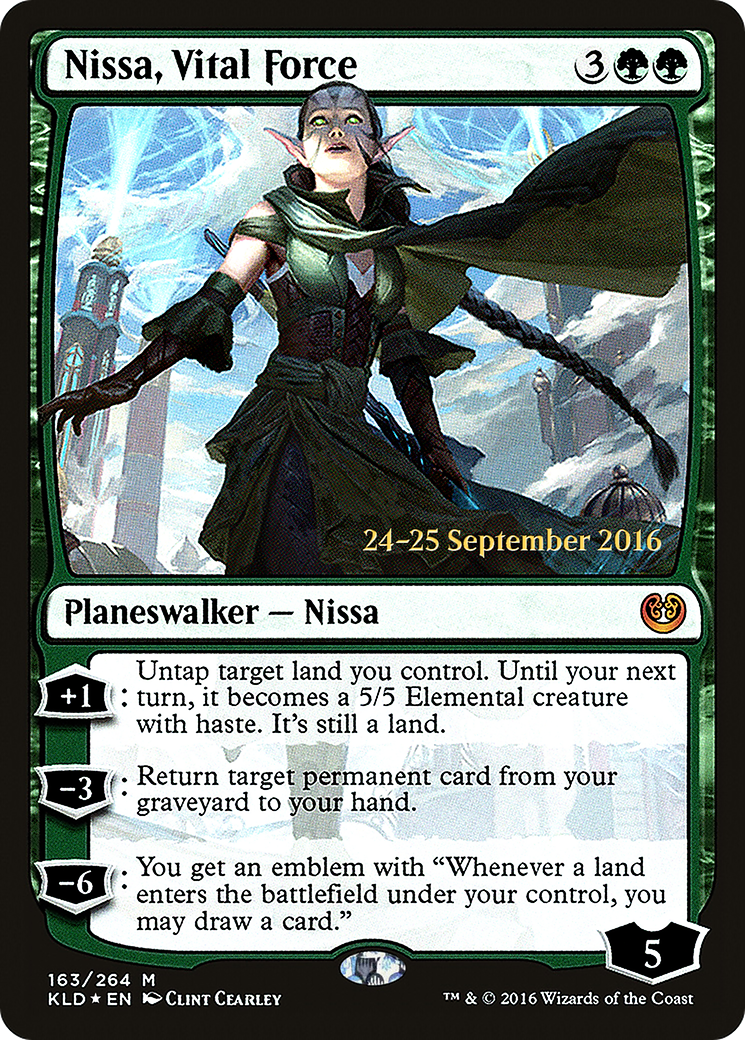 Nissa, Vital Force 3
24–25 September 2016
Planeswalker — Nissa
+1: Untap target land you control. Until your next
turn, it becomes a 5/5 Elemental creature
with haste. It's still a land.
−3: Return target permanent card from your
graveyard to your hand.
−6: You get an emblem with “Whenever a land
enters the battlefield under your control, you
may draw a card.”
5
163/264 M
KLD ★ EN Clint Cearley
™ & © 2016 Wizards of the Coast